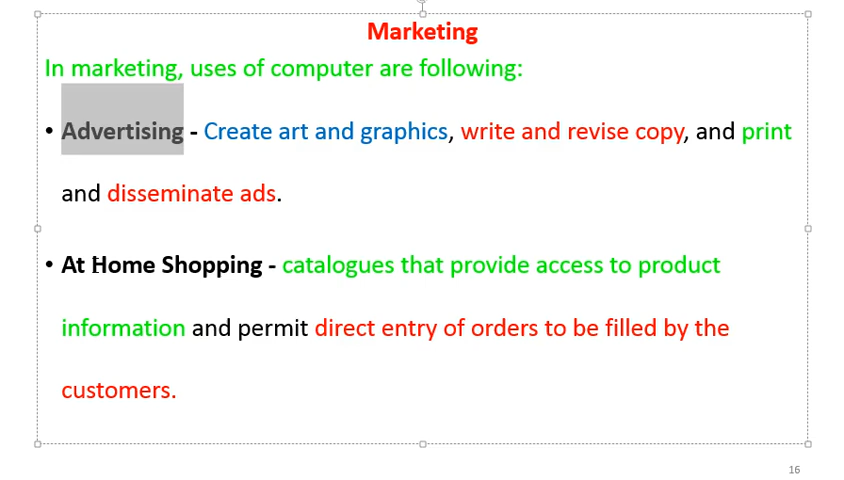 Marketing
In marketing, uses of computer are following:
• Advertising - Create art and graphics, write and revise copy, and print
and disseminate ads.
• At Home Shopping - catalogues that provide access to product
information and permit direct entry of orders to be filled by the
customers.
16